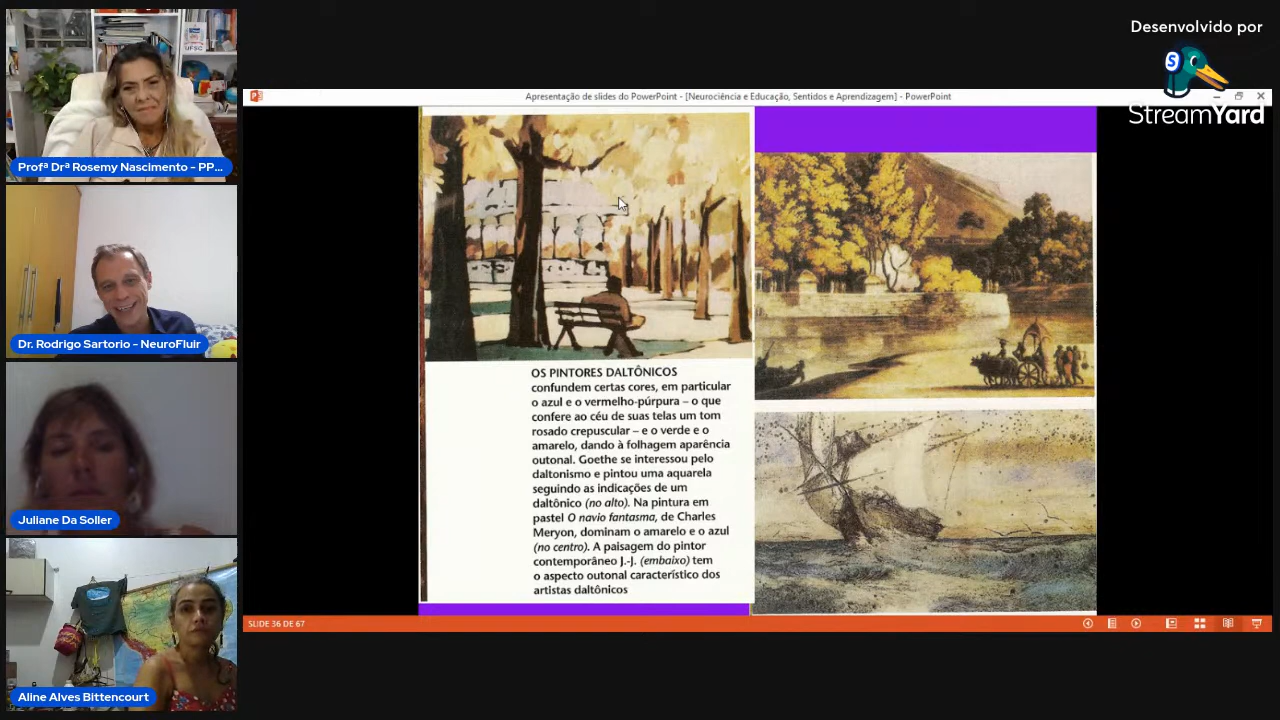 Desenvolvido por
StreamYard
Apresentação de slides do PowerPoint - [Neurociência e Educação, Sentidos e Aprendizagem] - PowerPoint
UFSC
Profª Drª Rosemy Nascimento - PP...
Dr. Rodrigo Sartorio - NeuroFluir
Juliane Da Soller
Aline Alves Bittencourt
OS PINTORES DALTÔNICOS
confundem certas cores, em particular
o azul e o vermelho-púrpura – o que
confere ao céu de suas telas um tom
rosado crepuscular – e o verde e o
amarelo, dando à folhagem aparência
outonal. Goethe se interessou pelo
daltonismo e pintou uma aquarela
seguindo as indicações de um
daltônico (no alto). Na pintura em
pastel O navio fantasma, de Charles
Meryon, dominam o amarelo e o azul
(no centro). A paisagem do pintor
contemporâneo J.-J. (embaixo) tem
o aspecto outonal característico dos
artistas daltônicos
SLIDE 36 DE 67